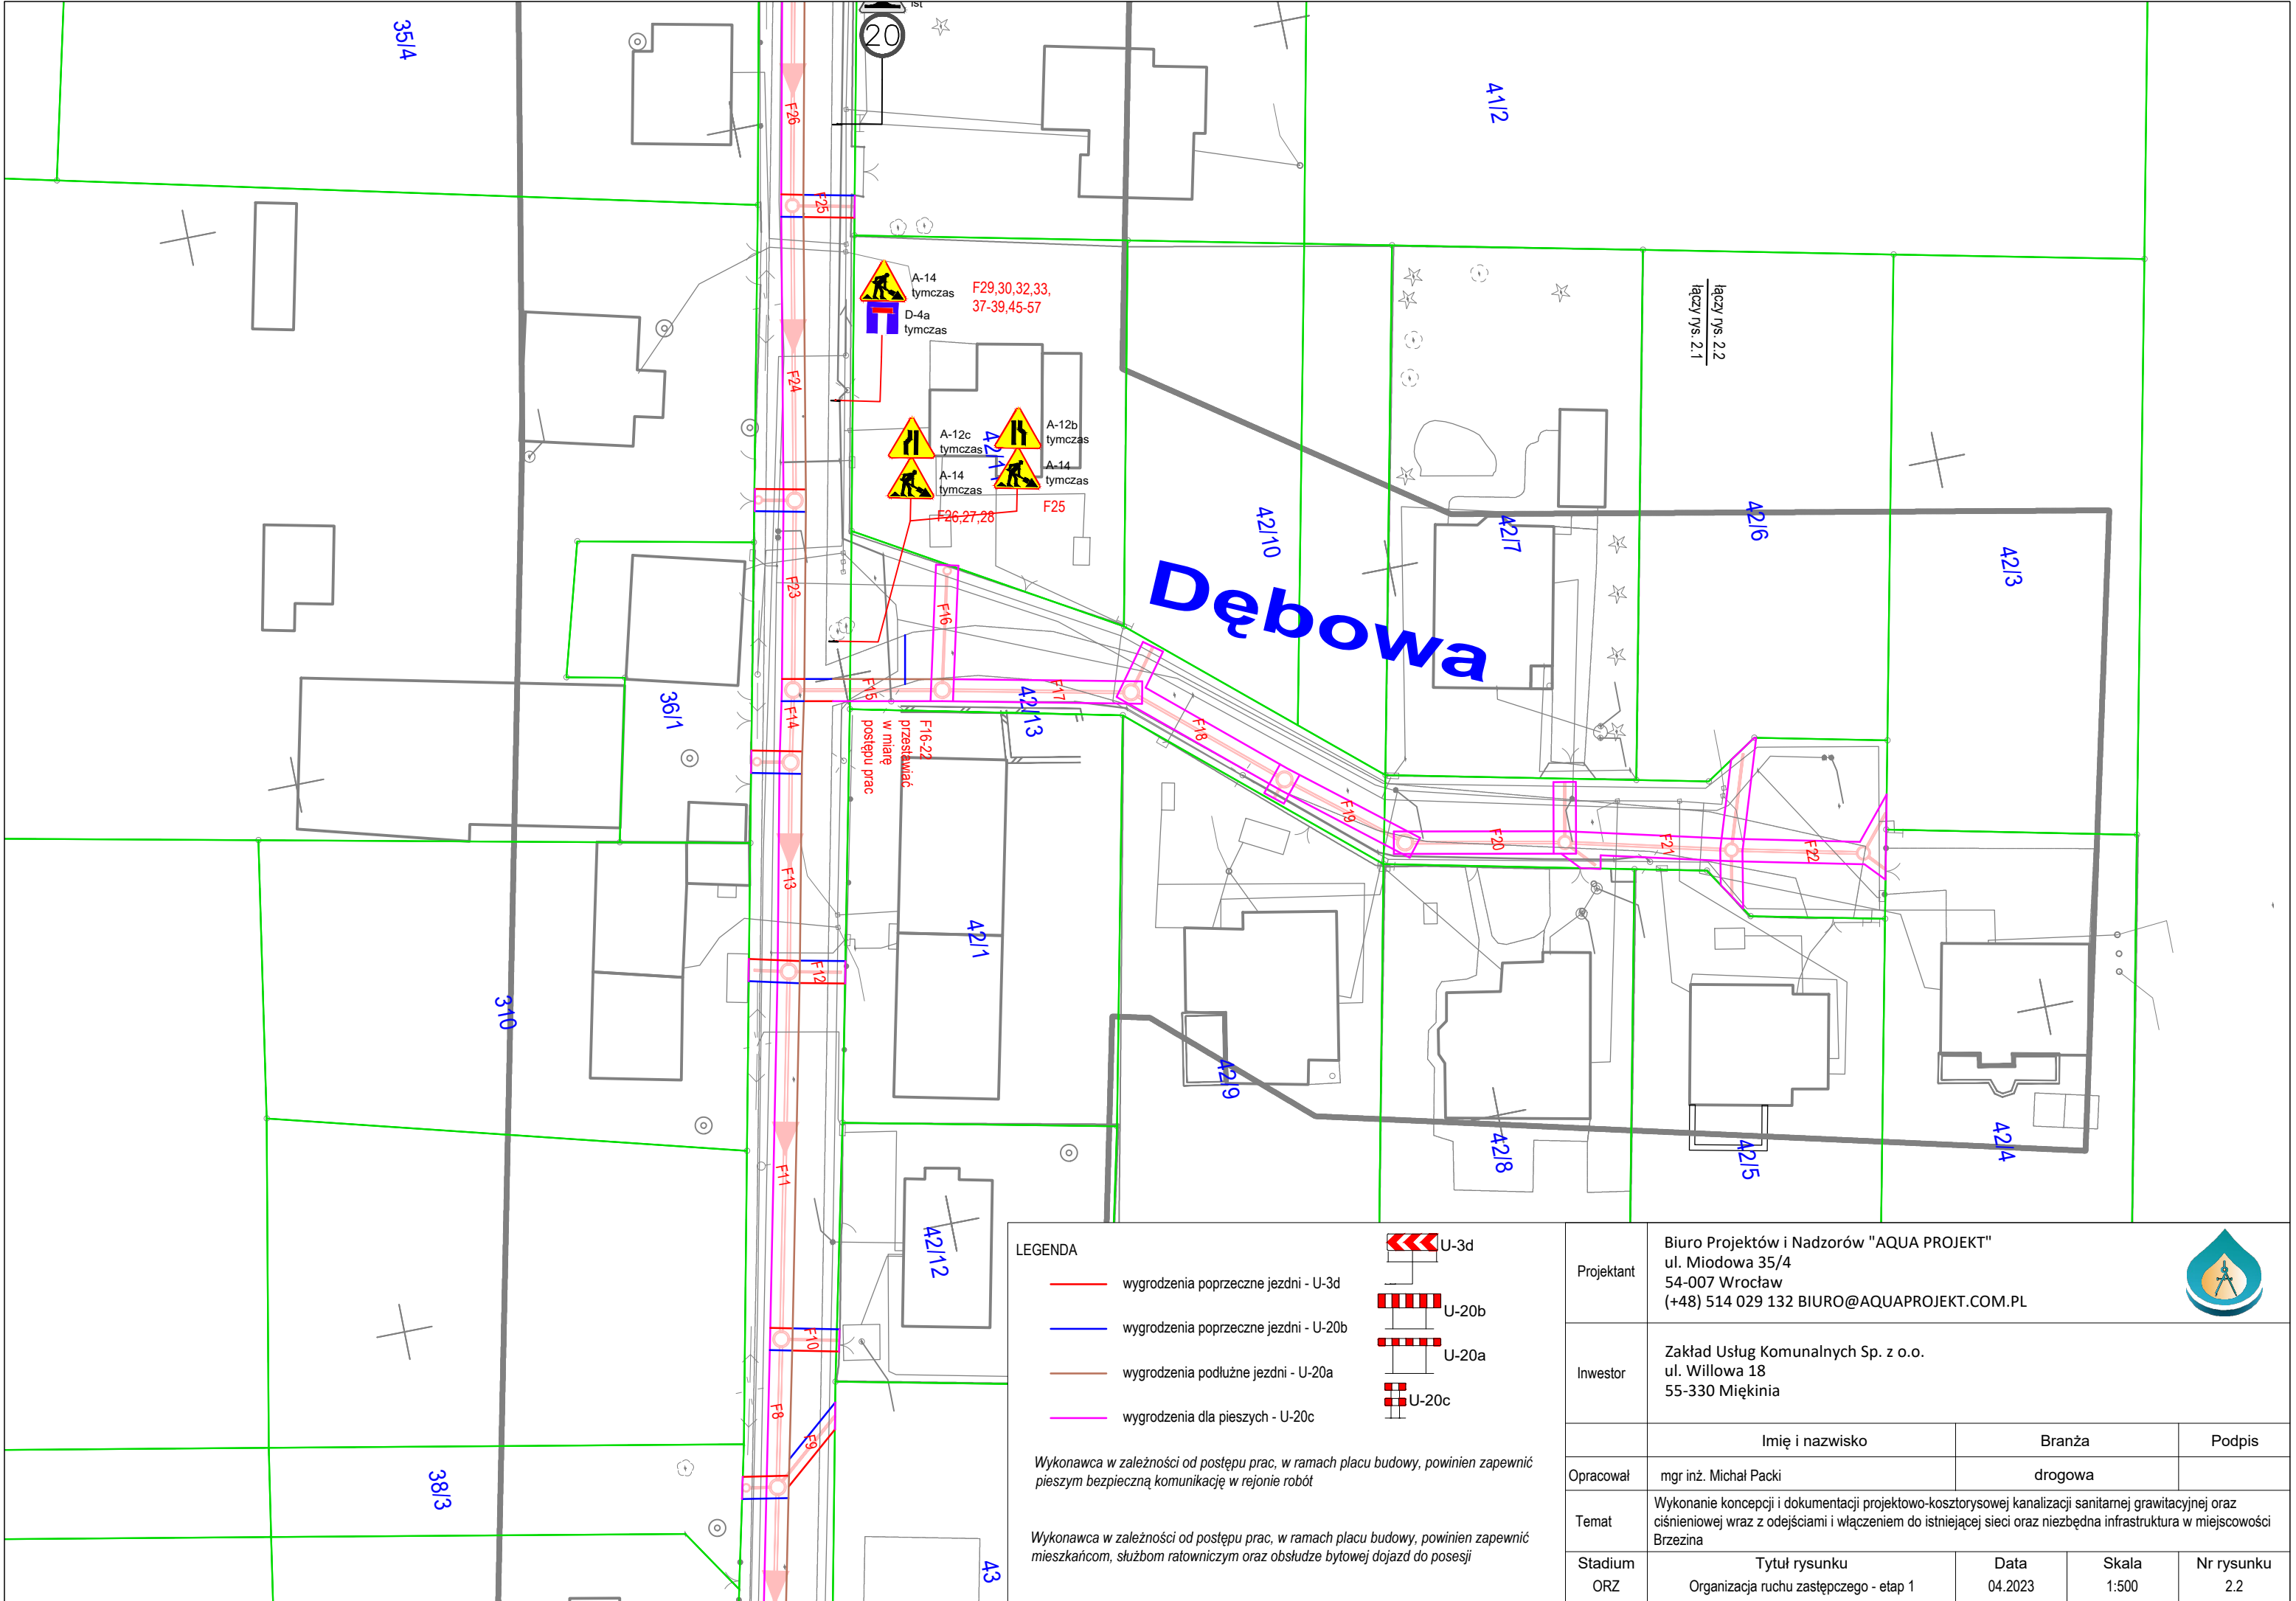 35/4
ist
20
41/2
F26
F25
A-14
tymczas
D-4a
tymczas
F29,30,32,33,
37-39,45-57
łączy rys. 2.2
łączy rys. 2.1
F24
A-12c
tymczas
A-14
tymczas
A-12b
tymczas
A-14
tymczas
F26,27,28
F25
42/10
42/7
42/6
42/3
Dębowa
F23
F16
F15
F17
42/13
F14
36/1
F16-22
przestawiać
w miarę
postępu prac
F18
F19
F20
F21
F22
F13
42/1
F12
310
42/9
42/8
42/5
42/4
F11
42/12
F10
F8
F9
38/3
43
LEGENDA
wygrodzenia poprzeczne jezdni - U-3d
wygrodzenia poprzeczne jezdni - U-20b
wygrodzenia podłużne jezdni - U-20a
wygrodzenia dla pieszych - U-20c
U-3d
U-20b
U-20a
U-20c
Wykonawca w zależności od postępu prac, w ramach placu budowy, powinien zapewnić
pieszym bezpieczną komunikację w rejonie robót
Wykonawca w zależności od postępu prac, w ramach placu budowy, powinien zapewnić
mieszkańcom, służbom ratowniczym oraz obsłudze bytowej dojazd do posesji
Projektant
Biuro Projektów i Nadzorów "AQUA PROJEKT"
ul. Miodowa 35/4
54-007 Wrocław
(+48) 514 029 132 BIURO@AQUAPROJEKT.COM.PL
Inwestor
Zakład Usług Komunalnych Sp. z o.o.
ul. Willowa 18
55-330 Miękinia
Imię i nazwisko
Branża
Podpis
Opracował
mgr inż. Michał Packi
drogowa
Temat
Wykonanie koncepcji i dokumentacji projektowo-kosztorysowej kanalizacji sanitarnej grawitacyjnej oraz
ciśnieniowej wraz z odejściami i włączeniem do istniejącej sieci oraz niezbędna infrastruktura w miejscowości
Brzezina
Stadium
ORZ
Tytuł rysunku
Organizacja ruchu zastępczego - etap 1
Data
04.2023
Skala
1:500
Nr rysunku
2.2